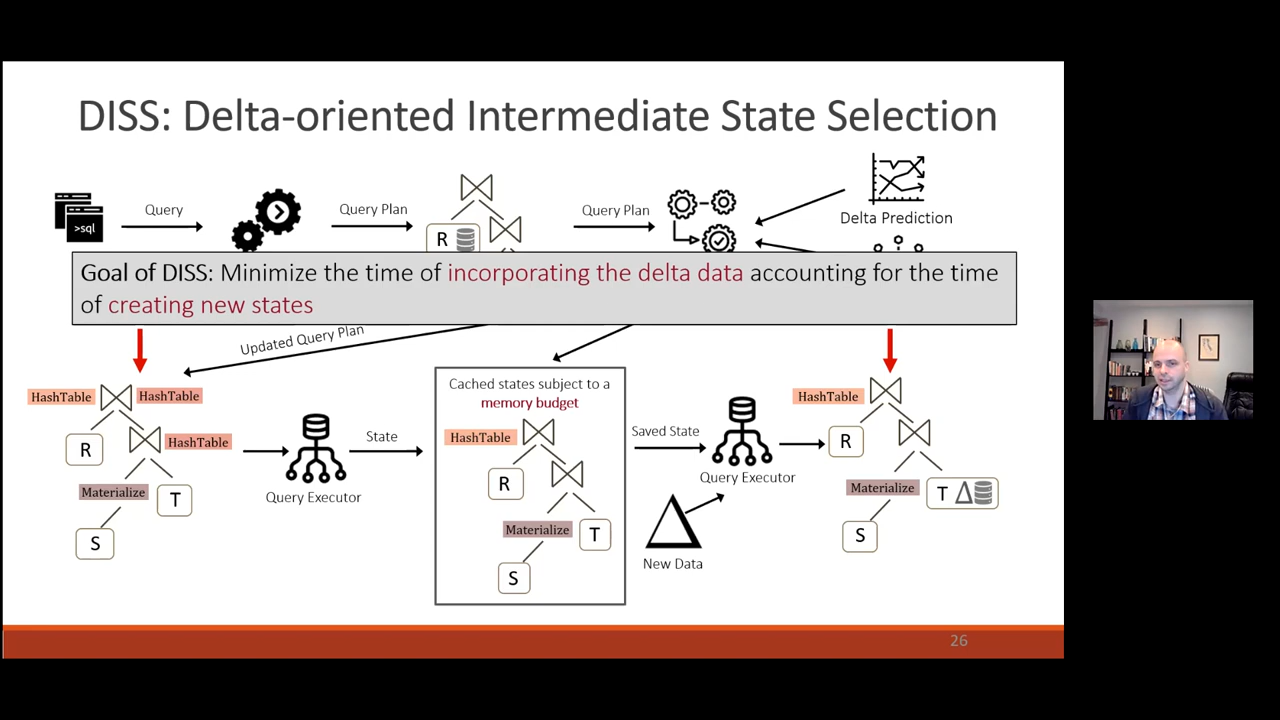 DISS: Delta-oriented Intermediate State Selection
Query
Query Plan
Query Plan
Delta Prediction
>sql
R
Goal of DISS: Minimize the time of incorporating the delta data accounting for the time
of creating new states
Updated Query Plan
HashTable
HashTable
R
HashTable
Materialize
T
S
Query Executor
State
Cached states subject to a
memory budget
HashTable
R
Materialize
T
S
Saved State
Query Executor
New Data
HashTable
R
Materialize
T Δ
S
26